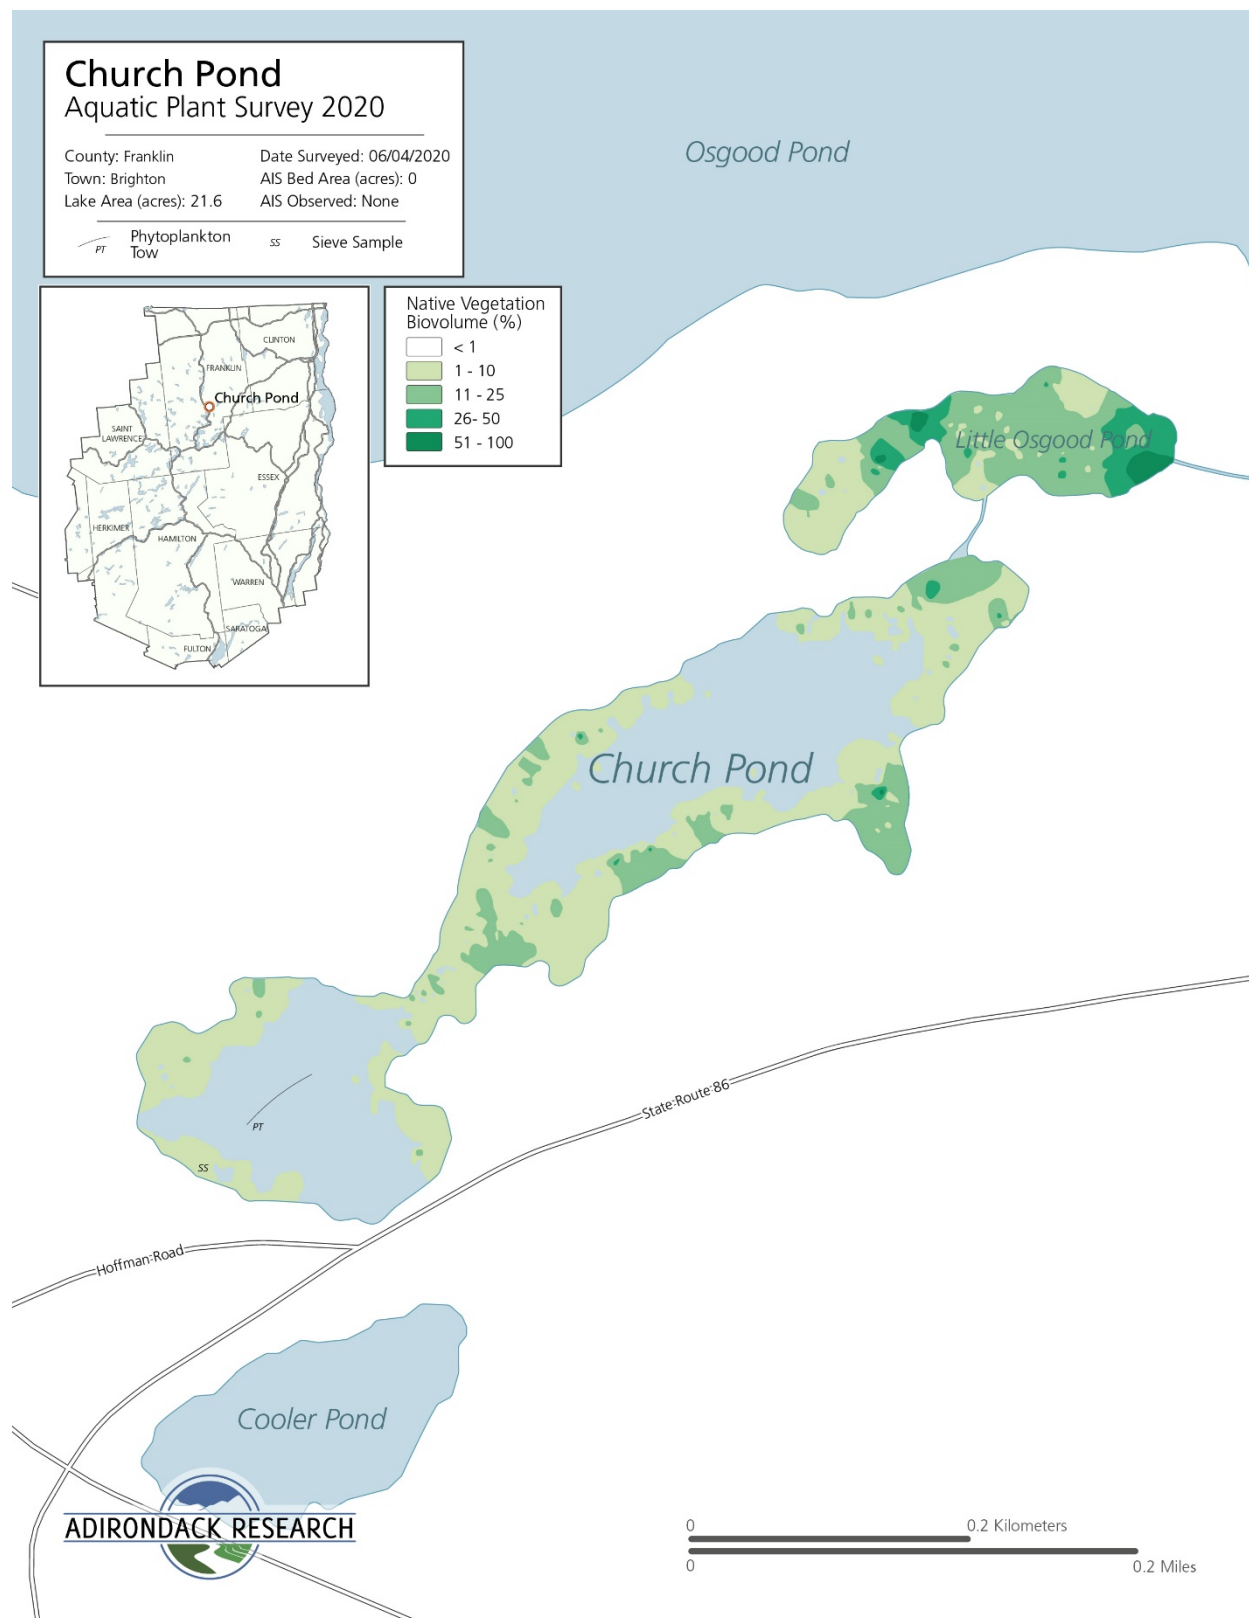 Church Pond
Aquatic Plant Survey 2020
County: Franklin
Date Surveyed: 06/04/2020
Town: Brighton
AIS Bed Area (acres): 0
Lake Area (acres): 21.6
AIS Observed: None
PT
Phytoplankton
Tow
SS
Sieve Sample
Osgood Pond
CLINTON
FRANKLIN
Church Pond
SAINT
LAWRENCE
ESSEX
HERKIMER
HAMILTON
WARREN
SARATOGA
FULTON
Native Vegetation
Biovolume (%)
< 1
1 - 10
11 - 25
26- 50
51 - 100
Little Osgood Pond
Church Pond
PT
SS
State Route 86
Hoffman Road
Cooler Pond
ADIRONDACK RESEARCH
0
0.2 Kilometers
0
0.2 Miles